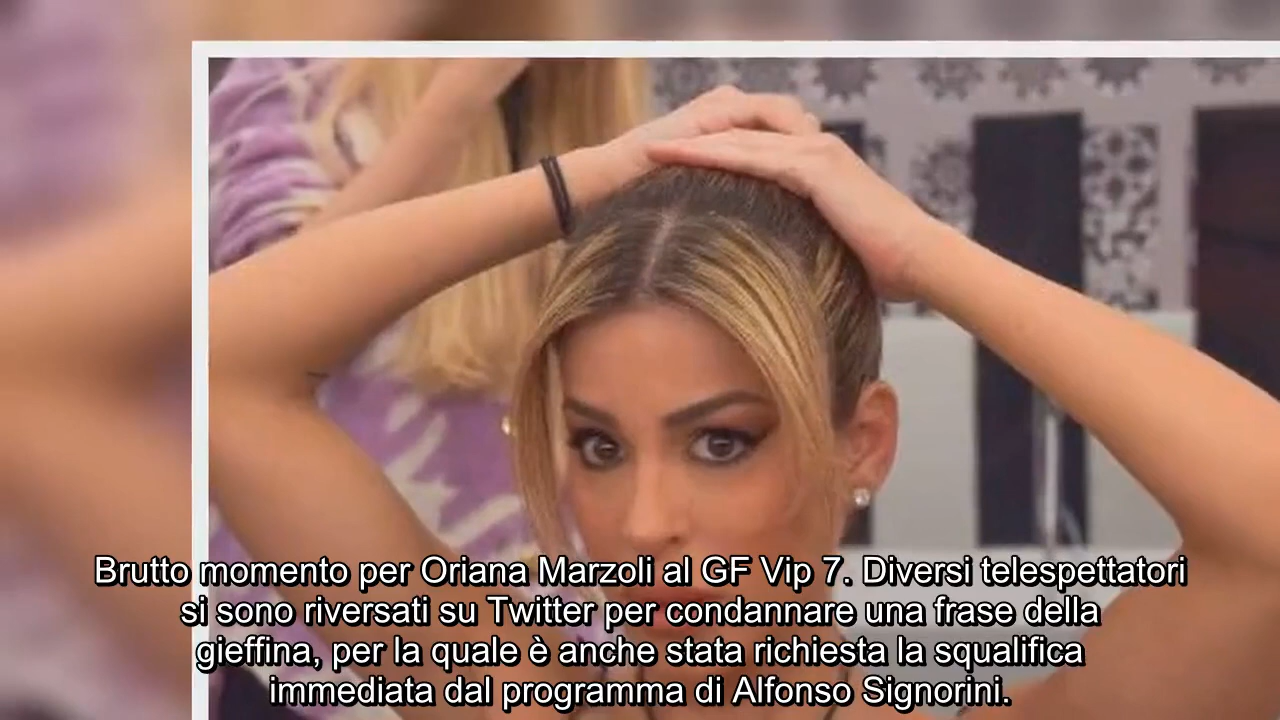 Brutto momento per Oriana Marzoli al GF Vip 7. Diversi telespettatori
si sono riversati su Twitter per condannare una frase della
gieffina, per la quale è anche stata richiesta la squalifica
immediata dal programma di Alfonso Signorini.